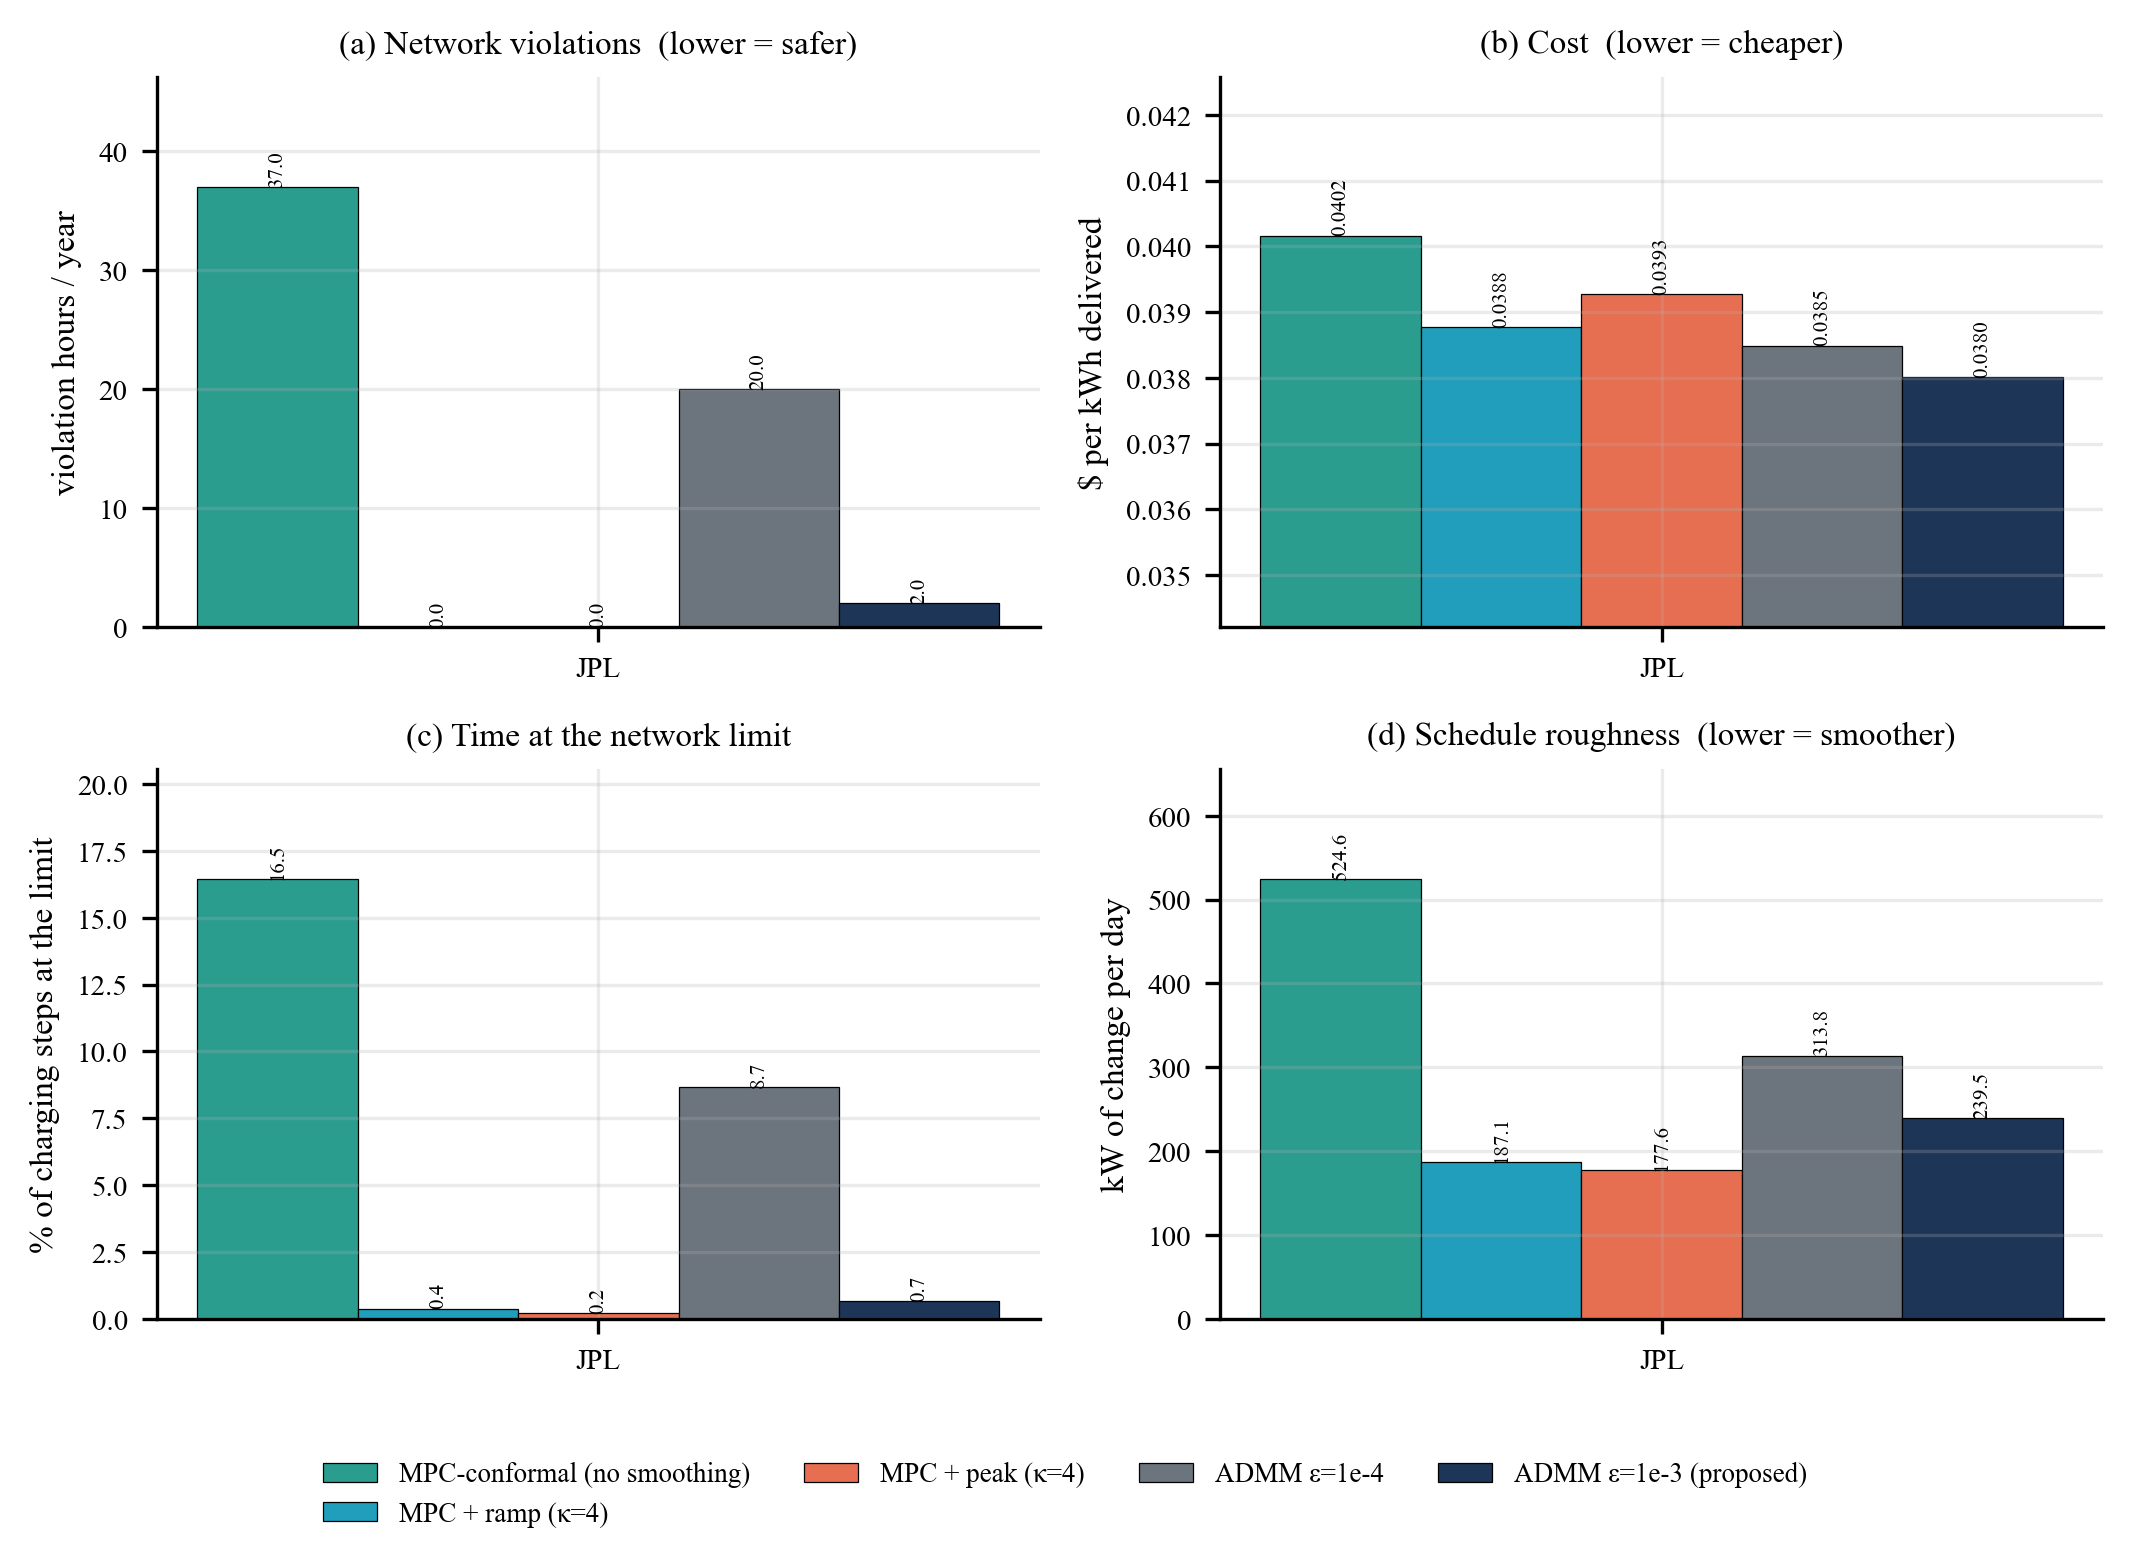 (a) Network violations (lower = safer)
violation hours / year
40
30
20
10
0
37.0
0.0
0.0
20.0
2.0
JPL
(b) Cost (lower = cheaper)
$ per kWh delivered
0.042
0.041
0.040
0.039
0.038
0.037
0.036
0.035
0.0402
0.0388
0.0393
0.0385
0.0380
JPL
(c) Time at the network limit
% of charging steps at the limit
20.0
17.5
15.0
12.5
10.0
7.5
5.0
2.5
0.0
16.5
0.4
0.2
8.7
0.7
JPL
(d) Schedule roughness (lower = smoother)
kW of change per day
600
500
400
300
200
100
0
524.6
187.1
177.6
313.8
239.5
JPL
MPC-conformal (no smoothing)
MPC + ramp (κ=4)
MPC + peak (κ=4)
ADMM ε=1e-4
ADMM ε=1e-3 (proposed)